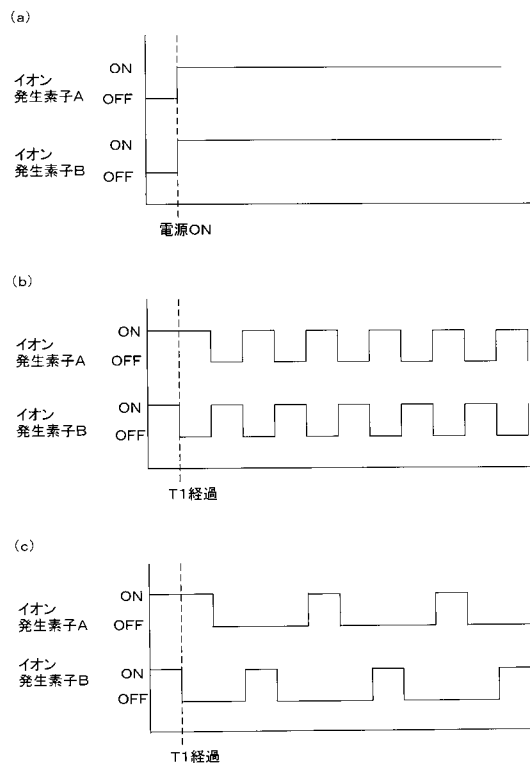 (a)
ON
イオン
発生素子A
OFF
ON
イオン
発生素子B
OFF
電源ON
(b)
ON
イオン
発生素子A
OFF
ON
イオン
発生素子B
OFF
T1経過
(c)
ON
イオン
発生素子A
OFF
イオン
ON
発生素子B
OFF
T1経過